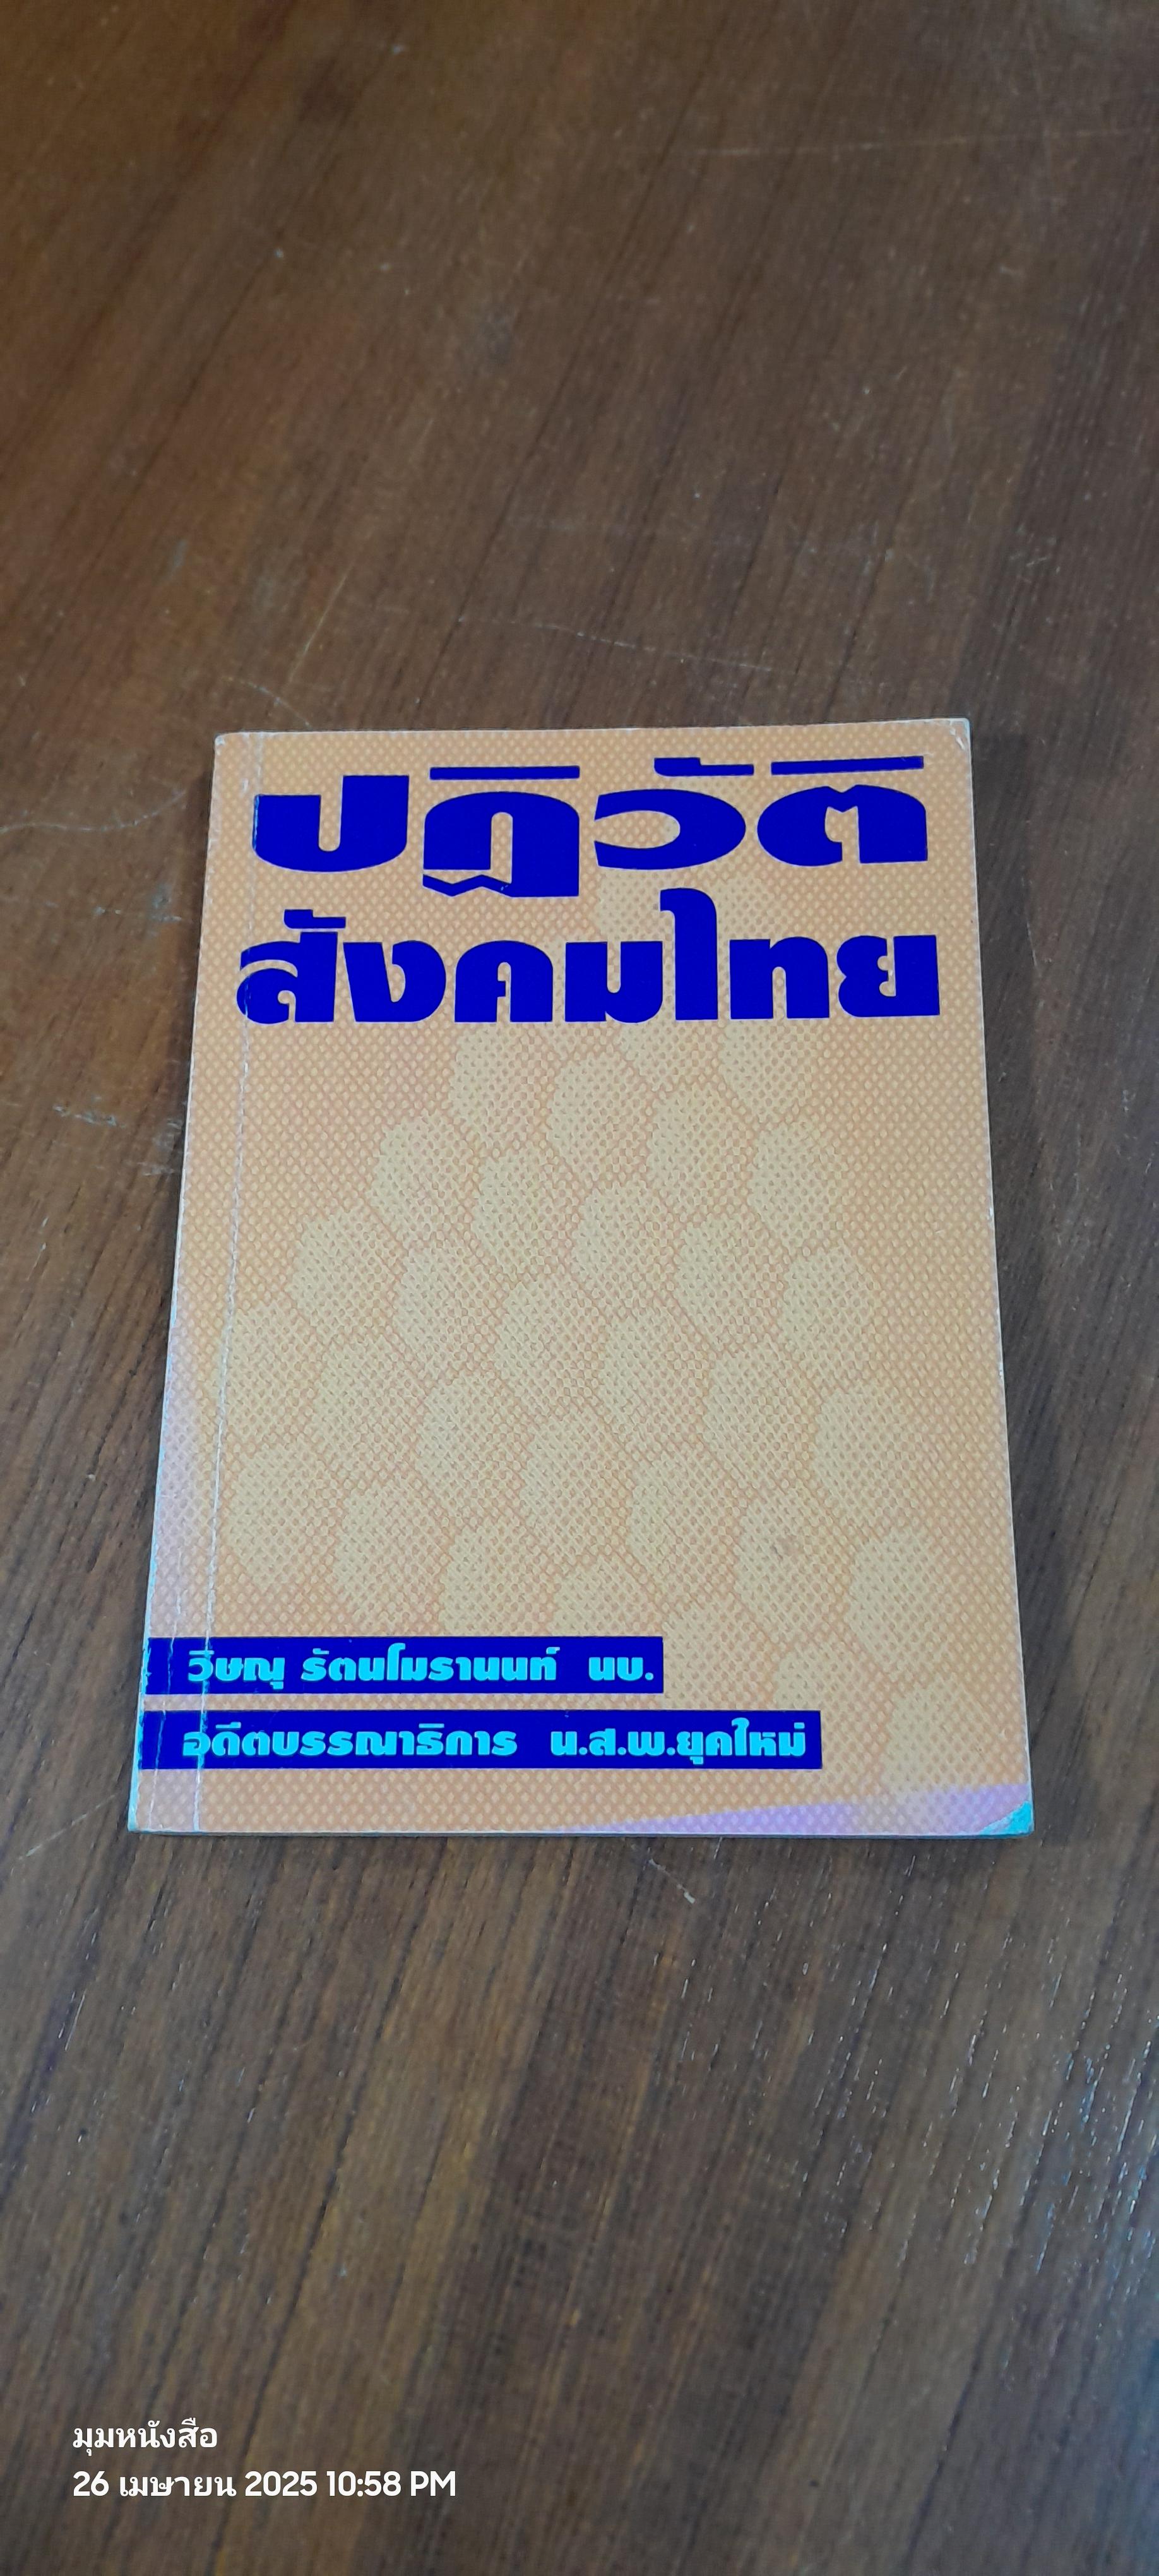 ปฏิวัติ
สังคมไทย
วิษณุ รัตนโมรานนท์ นบ.
อดีตบรรณาธิการ น.ส.พ.ยุคใหม่
มุมหนังสือ
26 เมษายน 2025 10:58 PM